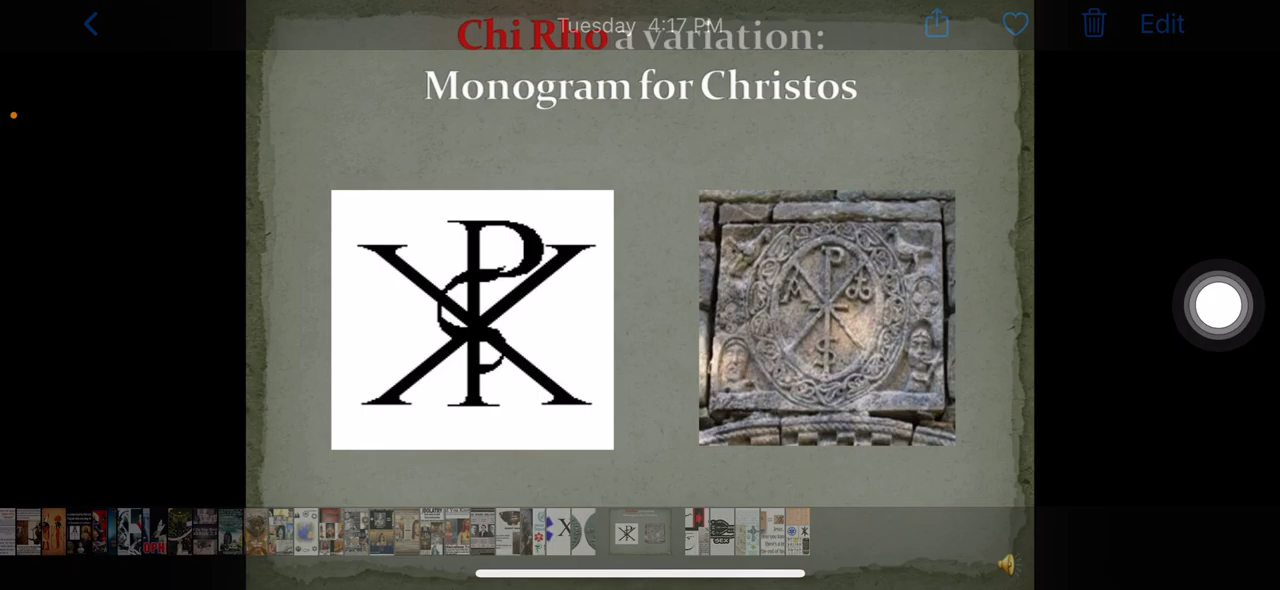 Tuesday 4:17 PM
Edit
Chi Rho a variation:
Monogram for Christos